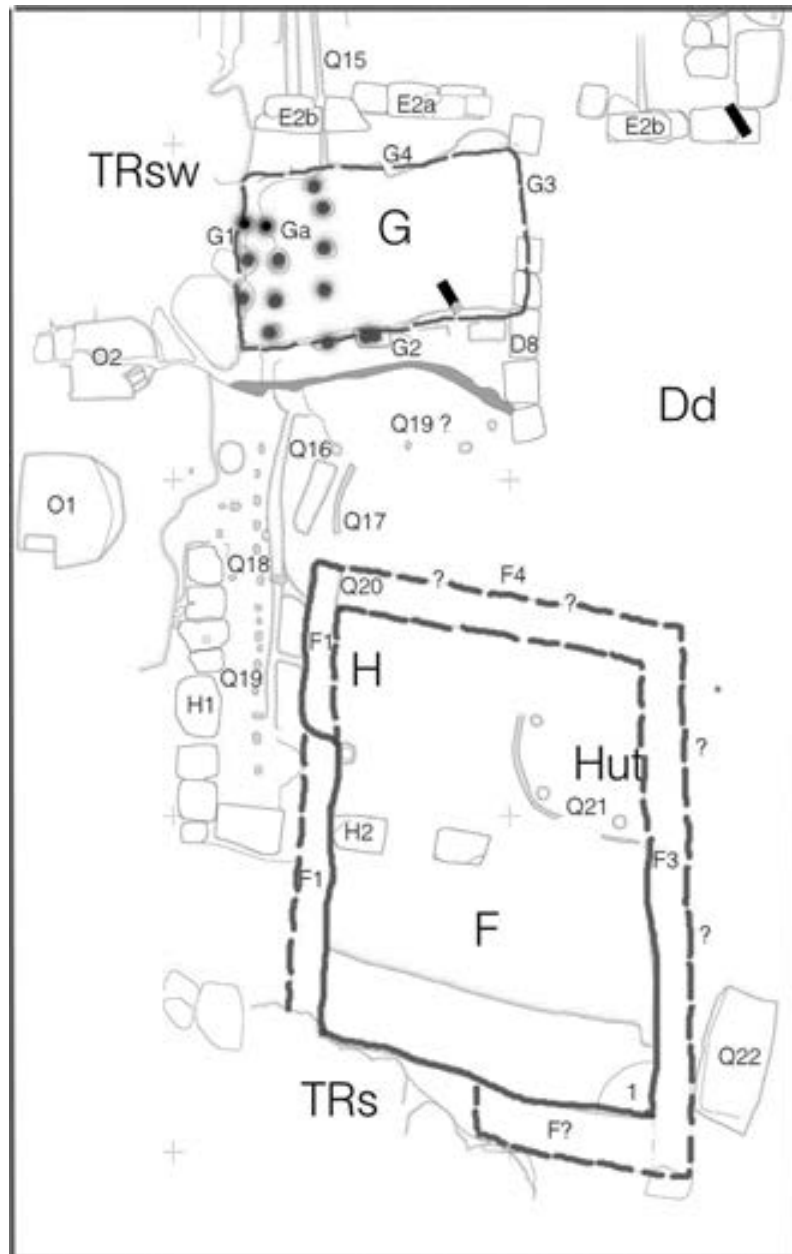 Q15
E2b
E2a
E2b
TRsw
G4
G3
G1
Ga
G
O2
G2
D8
Dd
Q19 ?
Q16
O1
Q17
Q18
Q20
?
F4
?
F1
H
Q19
H1
?
Hut
Q21
H2
F3
F1
F
?
Q22
TRs
1
F?